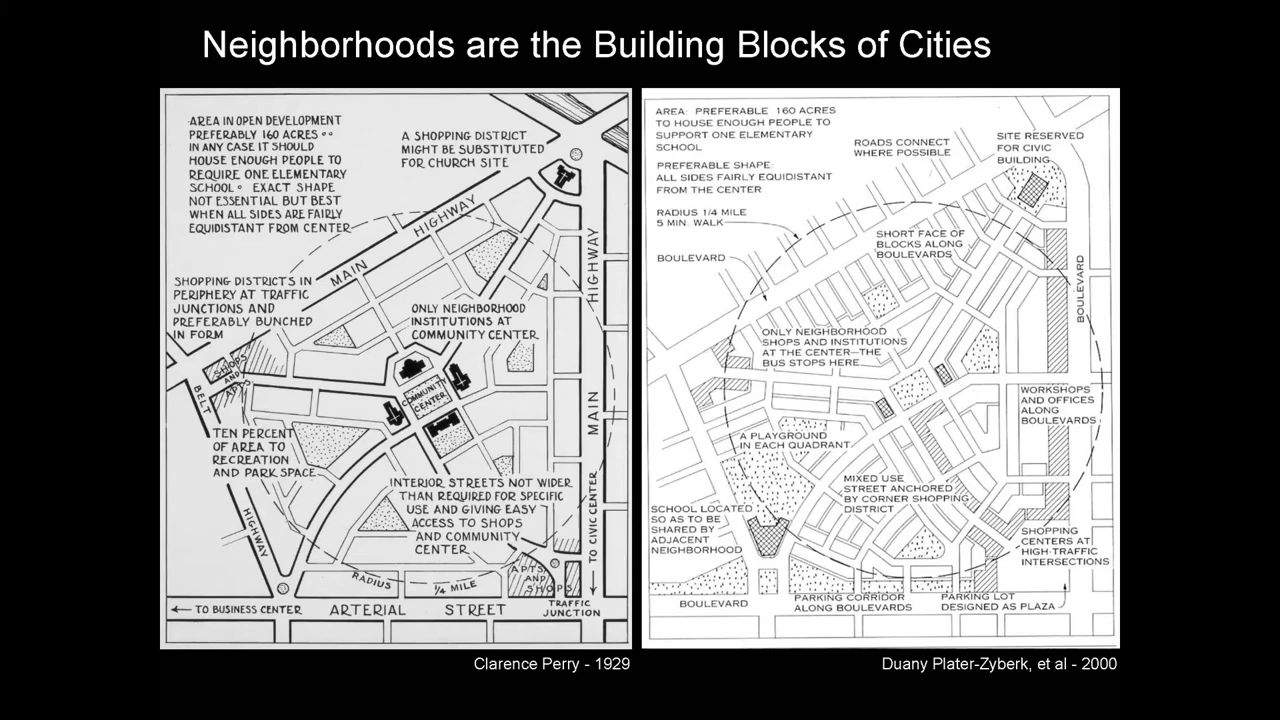 Neighborhoods are the Building Blocks of Cities
AREA IN OPEN DEVELOPMENT
PREFERABLY 160 ACRES ··
IN ANY CASE IT SHOULD
HOUSE ENOUGH PEOPLE TO
REQUIRE ONE ELEMENTARY
SCHOOL · EXACT SHAPE
NOT ESSENTIAL BUT BEST
WHEN ALL SIDES ARE FAIRLY
EQUIDISTANT FROM CENTER
A SHOPPING DISTRICT
MIGHT BE SUBSTITUTED
FOR CHURCH SITE
MAIN HIGHWAY
HIGHWAY
MAIN
SHOPPING DISTRICTS IN
PERIPHERY AT TRAFFIC
JUNCTIONS AND
PREFERABLY BUNCHED
IN FORM
ONLY NEIGHBORHOOD
INSTITUTIONS AT
COMMUNITY CENTER
SHOPS
AND
APTS
BELT
HIGHWAY
COMMUNITY
CENTER
TEN PERCENT
OF AREA TO
RECREATION
AND PARK SPACE
INTERIOR STREETS NOT WIDER
THAN REQUIRED FOR SPECIFIC
USE AND GIVING EASY
ACCESS TO SHOPS
AND COMMUNITY
CENTER
TO CIVIC CENTER
APTS
AND
SHOPS
RADIUS 1/4 MILE
TRAFFIC
JUNCTION
TO BUSINESS CENTER
ARTERIAL STREET
Clarence Perry - 1929
AREA: PREFERABLE 160 ACRES
TO HOUSE ENOUGH PEOPLE TO
SUPPORT ONE ELEMENTARY
SCHOOL
PREFERABLE SHAPE:
ALL SIDES FAIRLY EQUIDISTANT
FROM THE CENTER
RADIUS 1/4 MILE
5 MIN. WALK
BOULEVARD
ROADS CONNECT
WHERE POSSIBLE
SITE RESERVED
FOR CIVIC
BUILDING
SHORT FACE OF
BLOCKS ALONG
BOULEVARDS
BOULEVARD
ONLY NEIGHBORHOOD
SHOPS AND INSTITUTIONS
AT THE CENTER—THE
BUS STOPS HERE
WORKSHOPS
AND OFFICES
ALONG
BOULEVARDS
A PLAYGROUND
IN EACH QUADRANT
MIXED USE
STREET ANCHORED
BY CORNER SHOPPING
DISTRICT
SCHOOL LOCATED
SO AS TO BE
SHARED BY
ADJACENT
NEIGHBORHOOD
SHOPPING
CENTERS AT
HIGH-TRAFFIC
INTERSECTIONS
BOULEVARD
PARKING CORRIDOR
ALONG BOULEVARDS
PARKING LOT
DESIGNED AS PLAZA
Duany Plater-Zyberk, et al - 2000